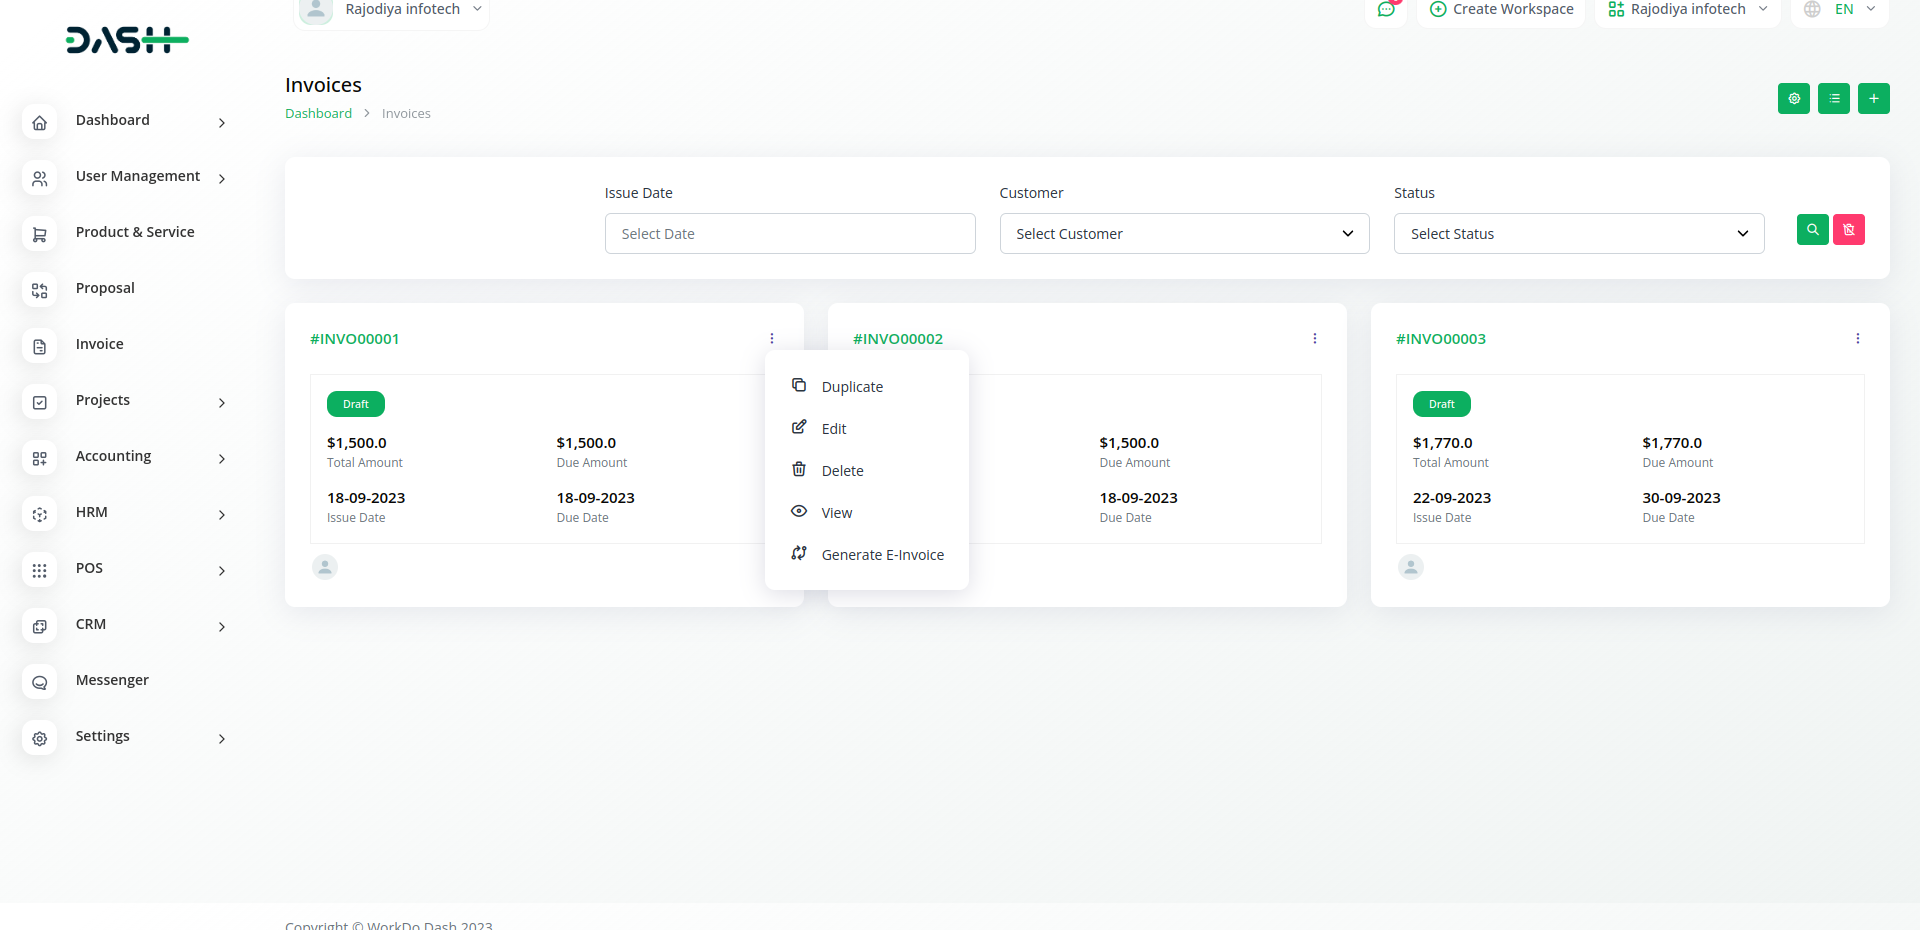 Rajodiya infotech
Create Workspace
Rajodiya infotech
EN
DASH
Dashboard
User Management
Product & Service
Proposal
Invoice
Projects
Accounting
HRM
POS
CRM
Messenger
Settings
Invoices
Dashboard > Invoices
Issue Date
Select Date
Customer
Select Customer
Status
Select Status
#INVO00001
Draft
$1,500.0 $1,500.0
Total Amount Due Amount
18-09-2023 18-09-2023
Issue Date Due Date
Duplicate
Edit
Delete
View
Generate E-Invoice
#INVO00002
$1,500.0
Due Amount
18-09-2023
Due Date
#INVO00003
Draft
$1,770.0 $1,770.0
Total Amount Due Amount
22-09-2023 30-09-2023
Issue Date Due Date
Copyright © WorkDo Dash 2023